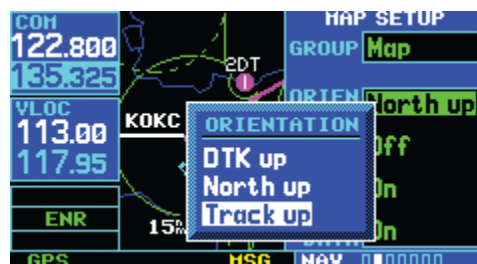 COM
122.800
135.325
VLOC
113.00
117.95
ENR
GPS
2DT
KOKC
15
MSG
MAP SETUP
GROUP Map
ORIEN North up
Off
On
On
ORIENTATION
DTK up
North up
Track up
NAV